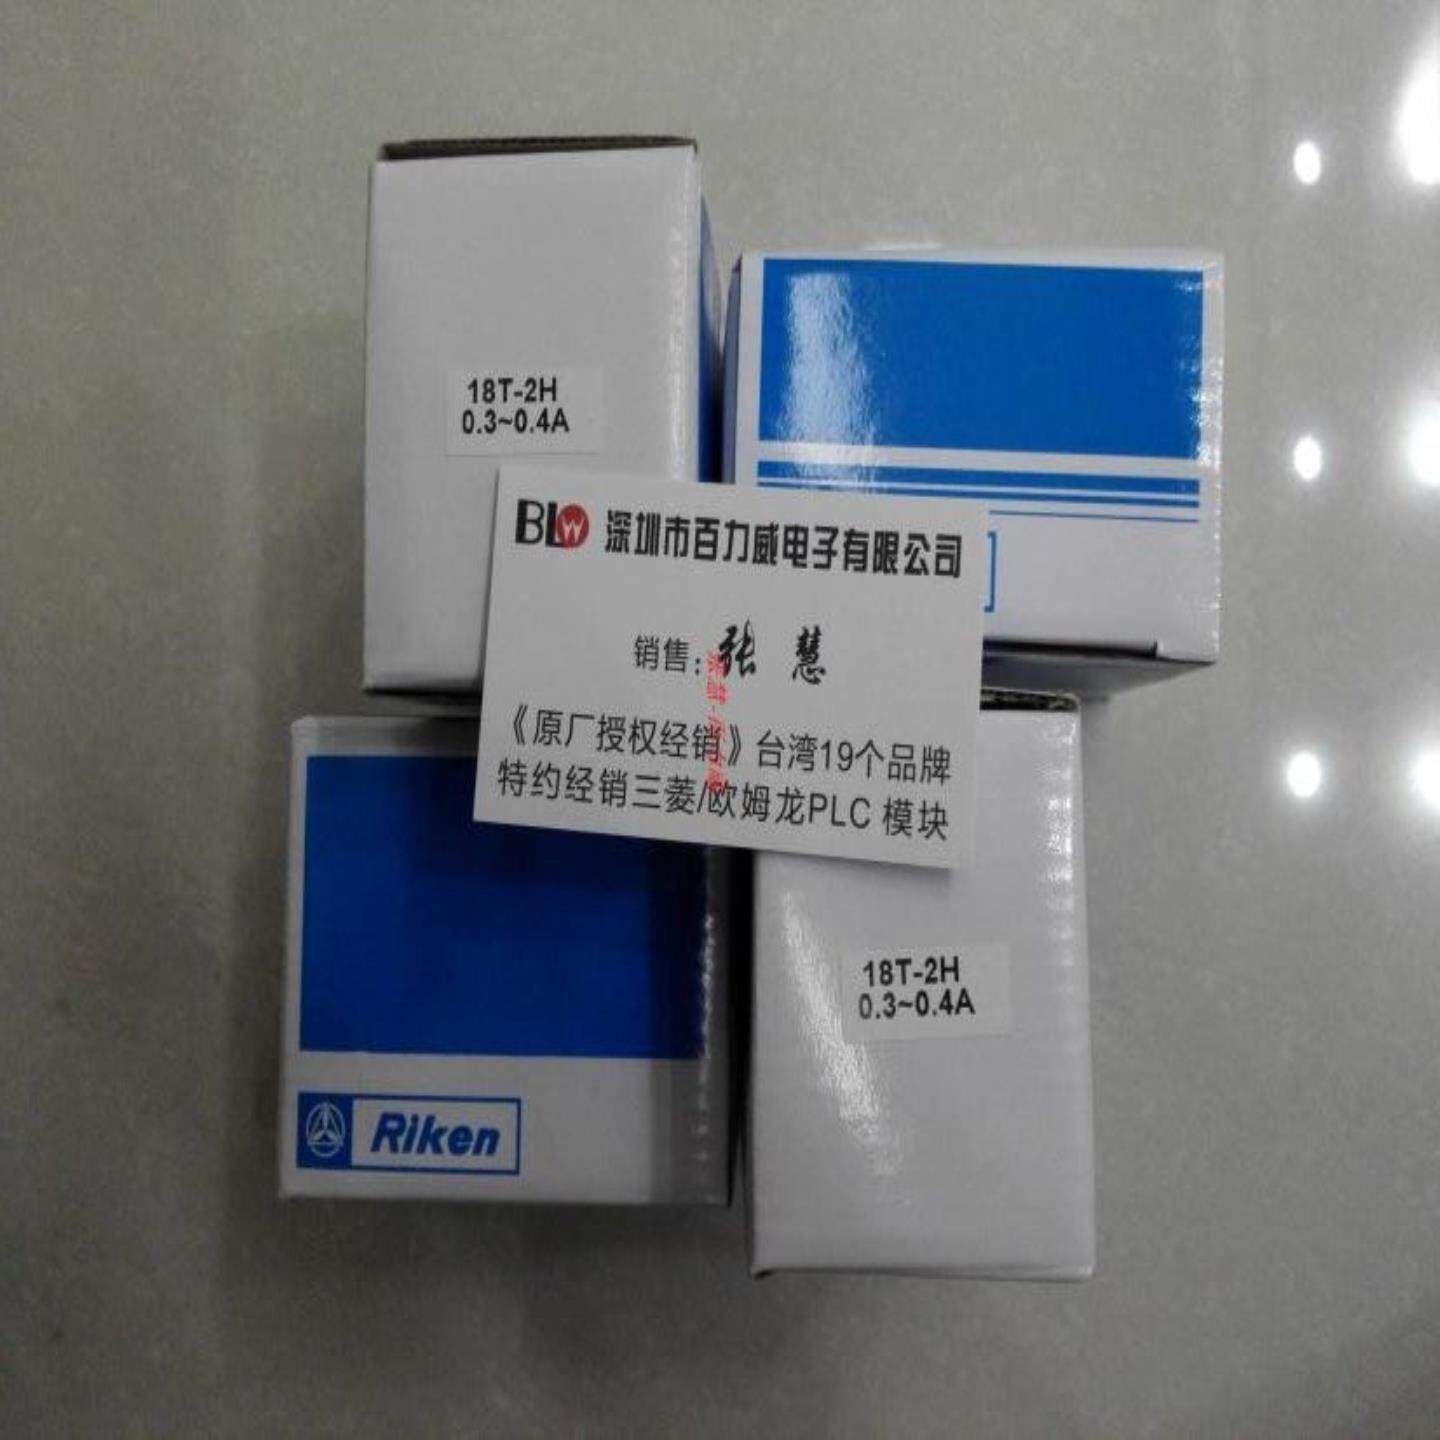 18T-2H
0.3~0.4A
BLW 深圳市百力威电子有限公司
销售: 张 慧
《原厂授权经销》台湾19个品牌
特约经销三菱/欧姆龙PLC 模块
18T-2H
0.3~0.4A
Riken